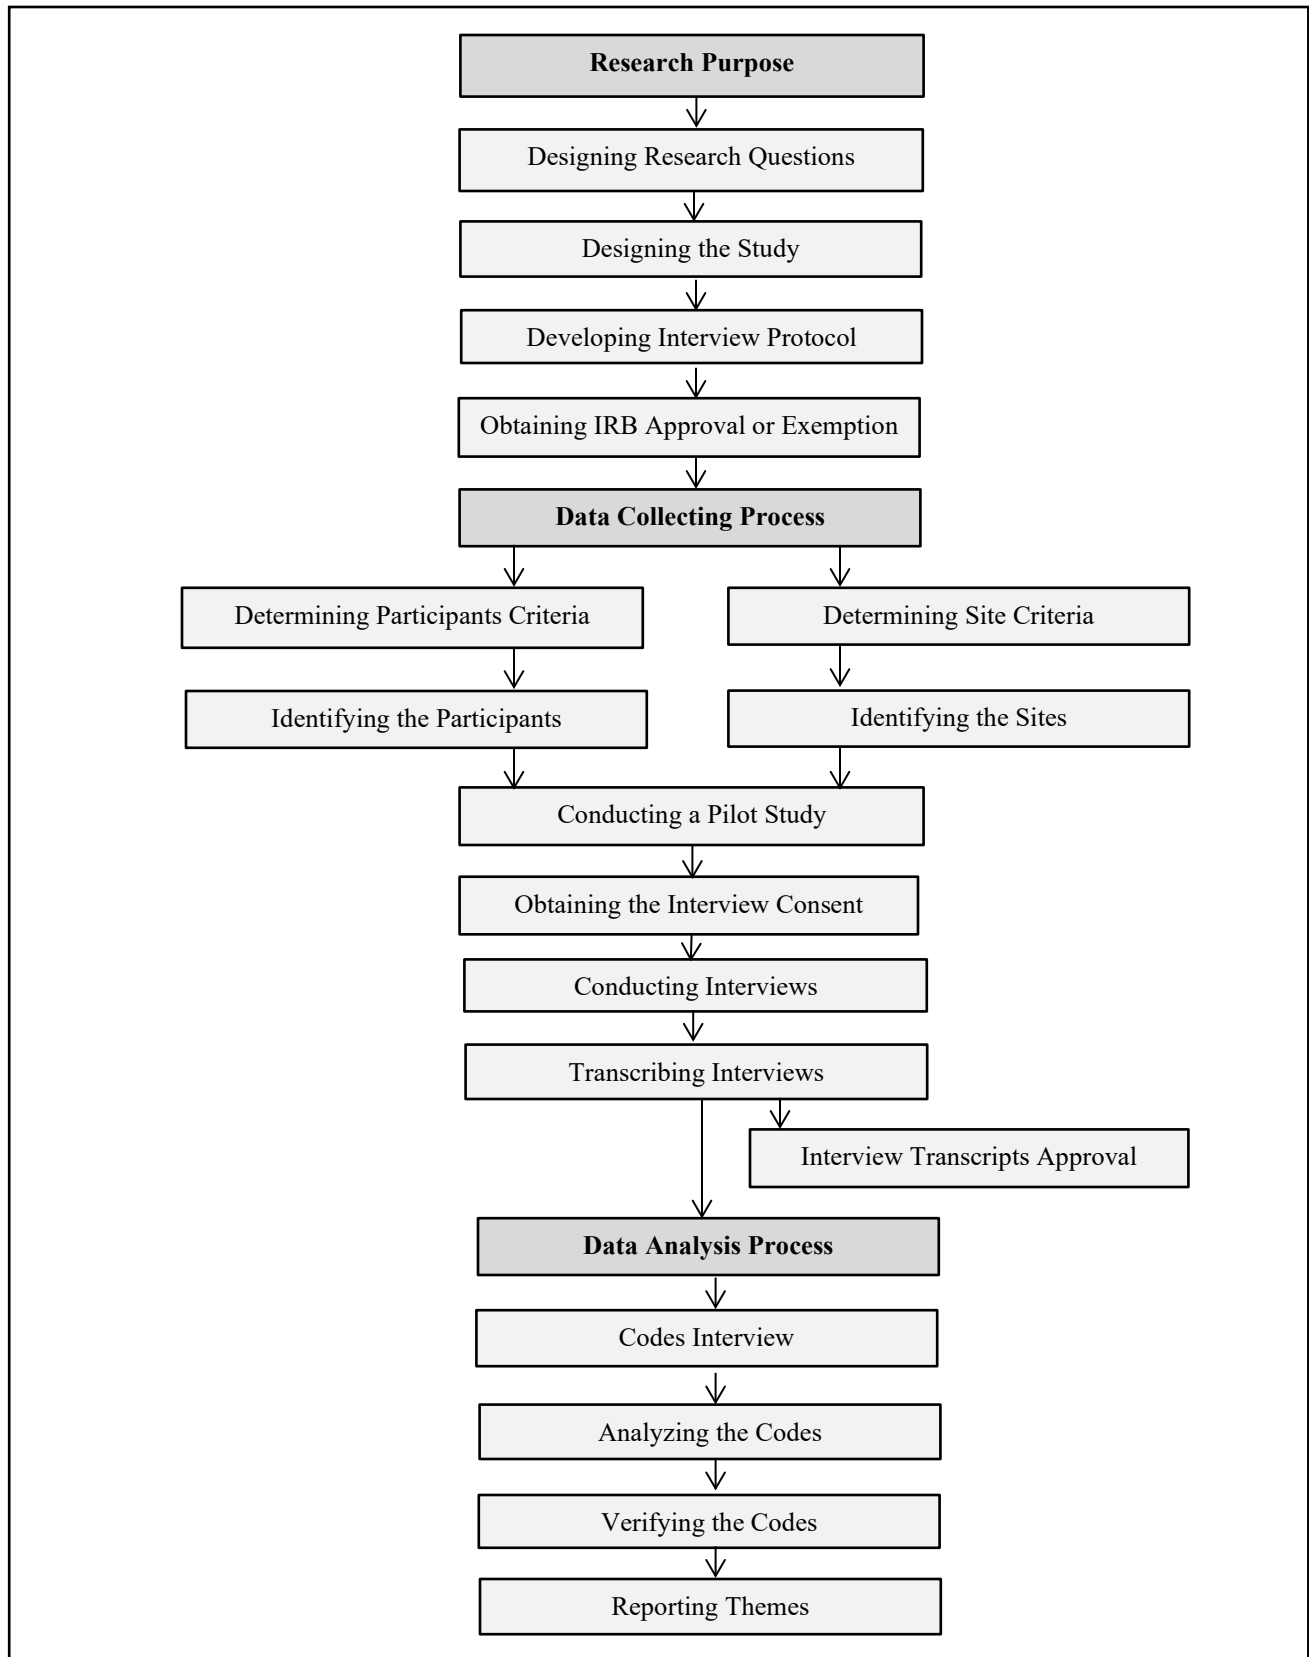 Research Purpose
Designing Research Questions
Designing the Study
Developing Interview Protocol
Obtaining IRB Approval or Exemption
Data Collecting Process
Determining Participants Criteria
Determining Site Criteria
Identifying the Participants
Identifying the Sites
Conducting a Pilot Study
Obtaining the Interview Consent
Conducting Interviews
Transcribing Interviews
Interview Transcripts Approval
Data Analysis Process
Codes Interview
Analyzing the Codes
Verifying the Codes
Reporting Themes